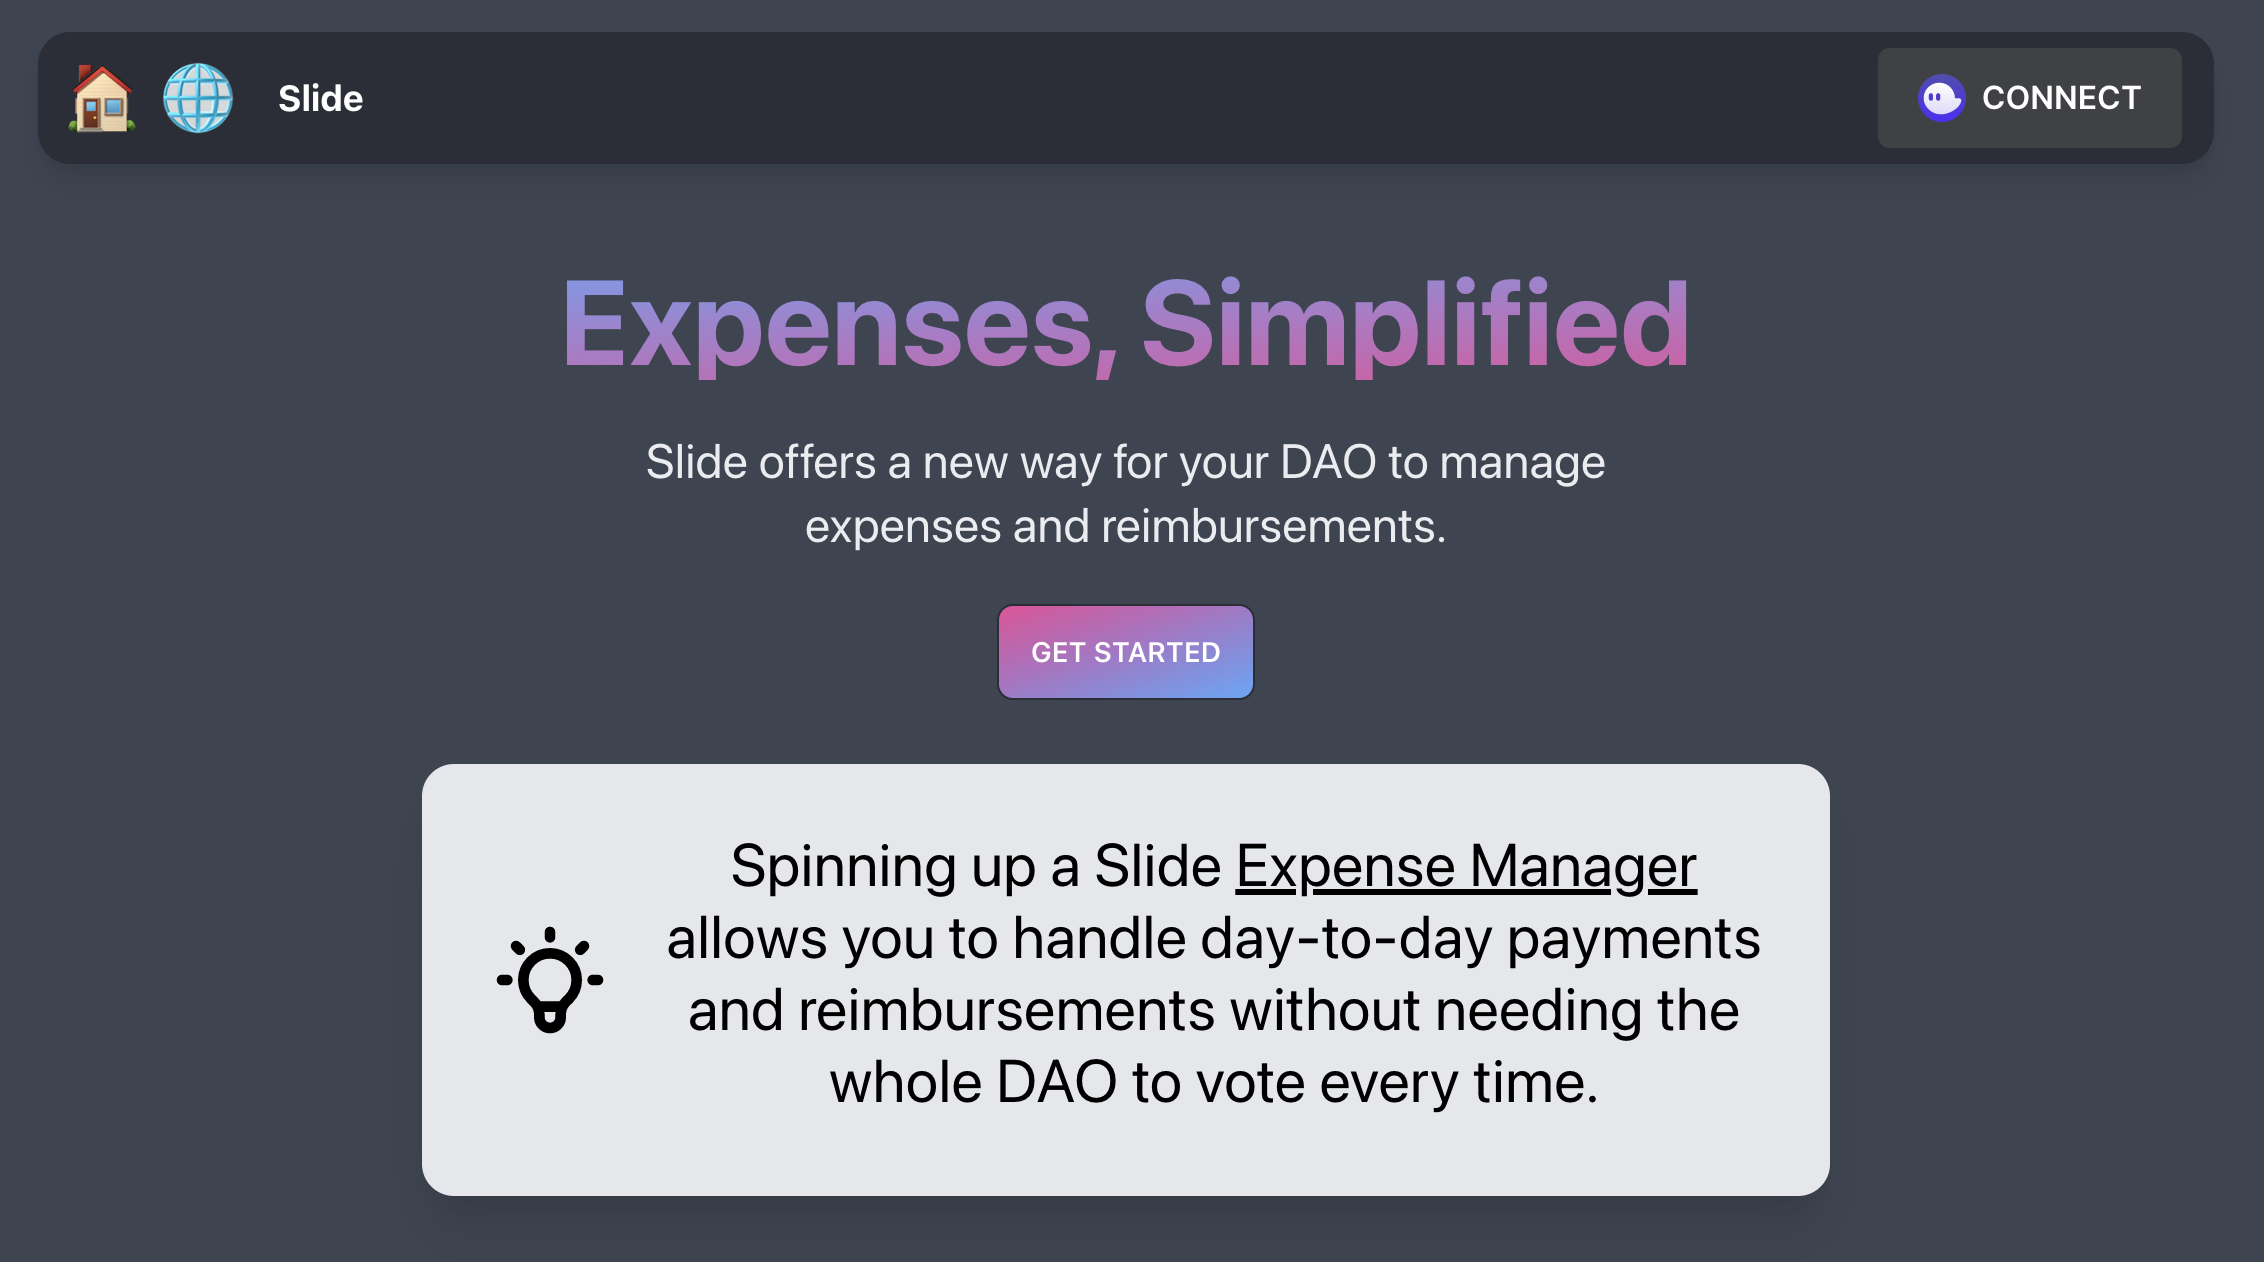 Slide
CONNECT
Expenses, Simplified
Slide offers a new way for your DAO to manage
expenses and reimbursements.
GET STARTED
Spinning up a Slide Expense Manager
allows you to handle day-to-day payments
and reimbursements without needing the
whole DAO to vote every time.